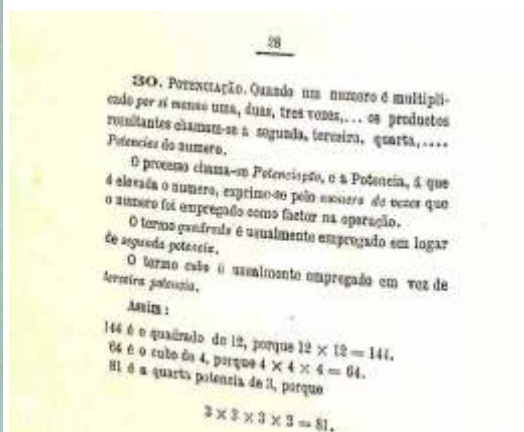 28
30. POTENCIAÇÃO. Quando um numero é multipli-
cado por si mesmo uma, duas, tres vezes,... os productos
resultantes chamam-se a segunda, terceira, quarta,....
Potencias do numero.
O processo chama-se Potenciação, e a Potencia, á que
é elevada o numero, exprime-se pelo numero de vezes que
o numero foi empregado como factor na operação.
O termo quadrado é usualmente empregado em logar
de segunda potencia.
O termo cubo é usualmente empregado em vez de
terceira potencia.
Assim:
144 é o quadrado de 12, porque 12 × 12 = 144.
64 é o cubo de 4, porque 4 × 4 × 4 = 64.
81 é a quarta potencia de 3, porque
3 × 3 × 3 × 3 = 81.